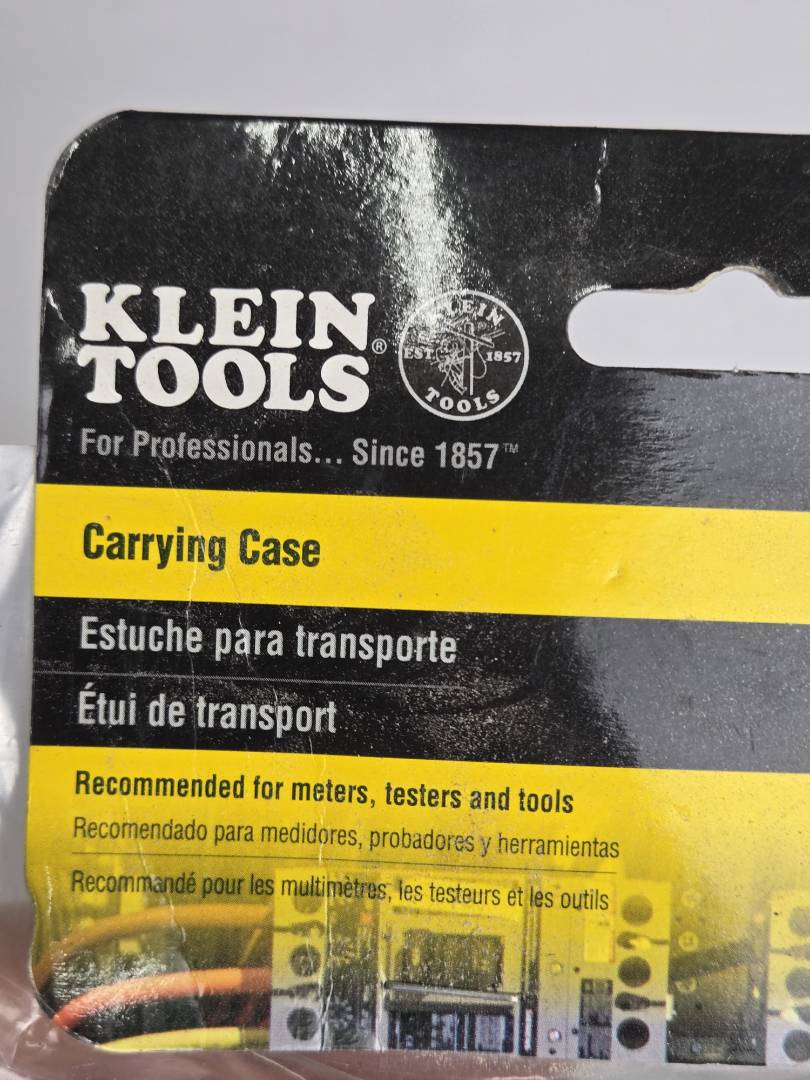 KLEIN
TOOLS®
KLEIN
EST. 1857
TOOLS
For Professionals... Since 1857™
Carrying Case
Estuche para transporte
Étui de transport
Recommended for meters, testers and tools
Recomendado para medidores, probadores y herramientas
Recommandé pour les multimètres, les testeurs et les outils